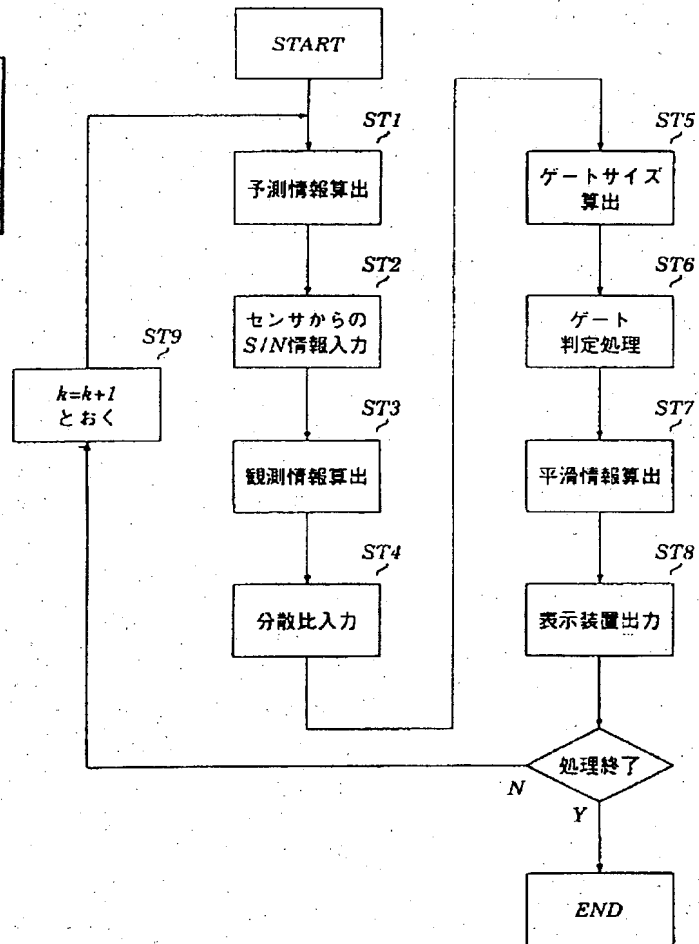 START
ST1
予測情報算出
ST2
センサからの
S/N情報入力
ST3
観測情報算出
ST4
分散比入力
ST5
ゲートサイズ
算出
ST6
ゲート
判定処理
ST7
平滑情報算出
ST8
表示装置出力
処理終了
N
Y
ST9
k=k+1
とおく
END